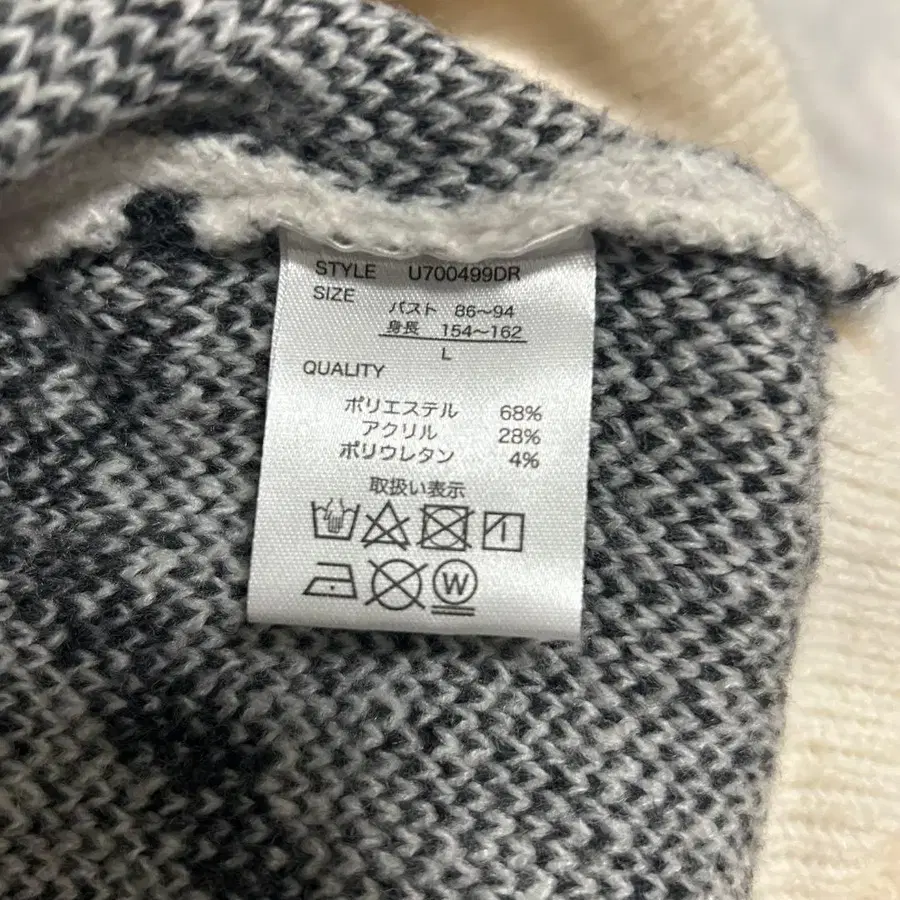 STYLE U700499DR
SIZE
バスト 86～94
身長 154～162
L
QUALITY
ポリエステル 68%
アクリル 28%
ポリウレタン 4%
取扱い表示
W